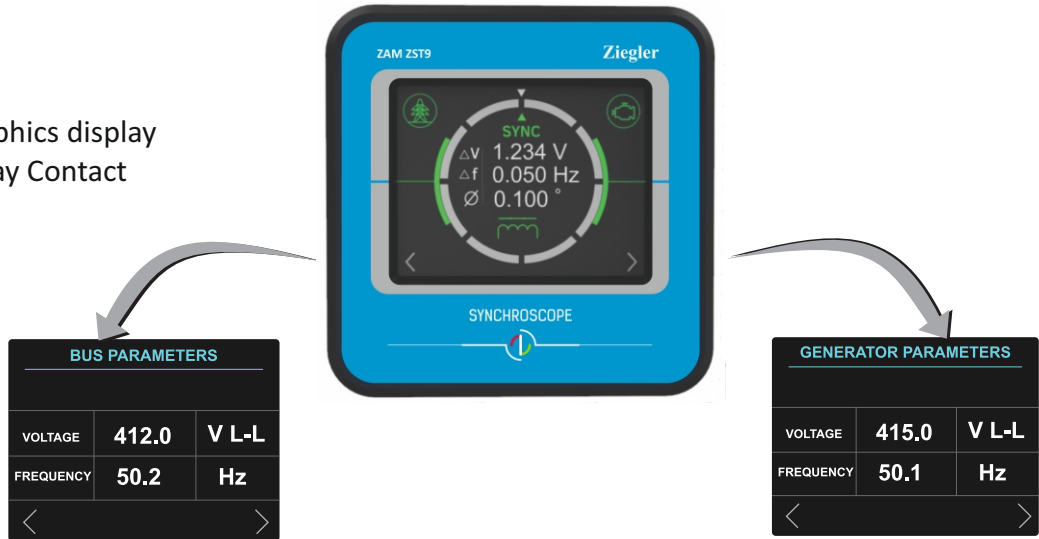 ZAM ZST9 Ziegler
phics display
ay Contact
SYNC
△V 1.234 V
△f 0.050 Hz
Ø 0.100 °
SYNCHROSCOPE
BUS PARAMETERS
VOLTAGE 412.0 V L-L
FREQUENCY 50.2 Hz
GENERATOR PARAMETERS
VOLTAGE 415.0 V L-L
FREQUENCY 50.1 Hz